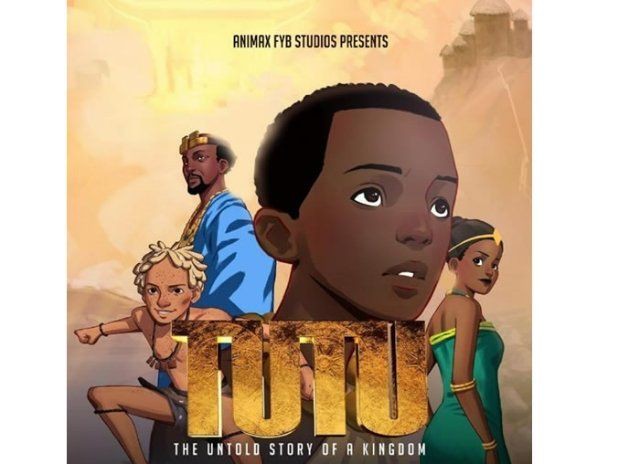 ANIMAX FYB STUDIOS PRESENTS
TUTU
THE UNTOLD STORY OF A KINGDOM